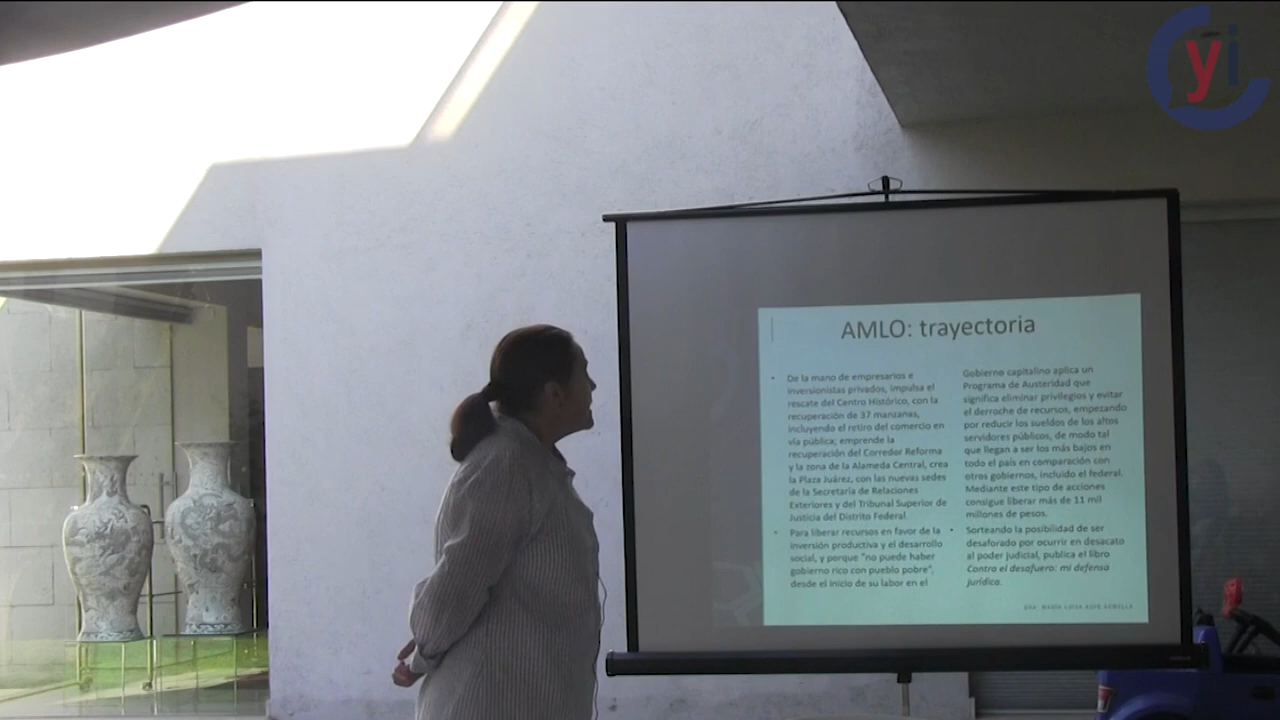 yi
AMLO: trayectoria
• De la mano de empresarios e
inversionistas privados, impulsa el
rescate del Centro Histórico, con la
recuperación de 37 manzanas,
incluyendo el retiro del comercio en
vía pública; emprende la
recuperación del Corredor Reforma
y la zona de la Alameda Central, crea
la Plaza Juárez, con las nuevas sedes
de la Secretaría de Relaciones
Exteriores y del Tribunal Superior de
Justicia del Distrito Federal.
• Para liberar recursos en favor de la
inversión productiva y el desarrollo
social, y porque "no puede haber
gobierno rico con pueblo pobre",
desde el inicio de su labor en el
Gobierno capitalino aplica un
Programa de Austeridad que
significa eliminar privilegios y evitar
el derroche de recursos, empezando
por reducir los sueldos de los altos
servidores públicos, de modo tal
que llegan a ser los más bajos en
todo el país en comparación con
otros gobiernos, incluido el federal.
Mediante este tipo de acciones
consigue liberar más de 11 mil
millones de pesos.
• Sorteando la posibilidad de ser
desaforado por ocurrir en desacato
al poder judicial, publica el libro
Contra el desafuero: mi defensa
jurídica.
DRA. MARÍA LUISA ASPE ARMELLA